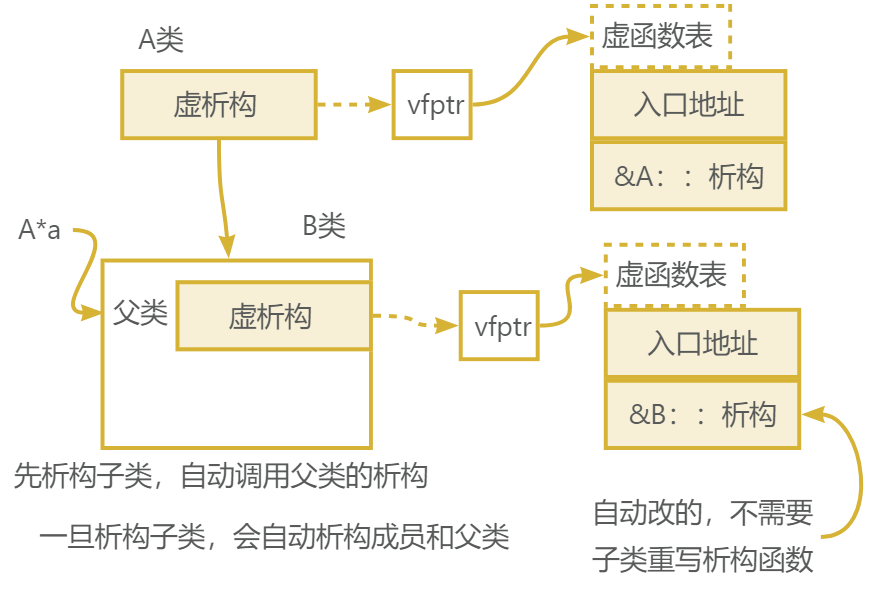 A类
虚析构
vfptr
虚函数表
入口地址
&A：：析构
A*a
B类
父类
虚析构
vfptr
虚函数表
入口地址
&B：：析构
先析构子类，自动调用父类的析构
一旦析构子类，会自动析构成员和父类
自动改的，不需要
子类重写析构函数